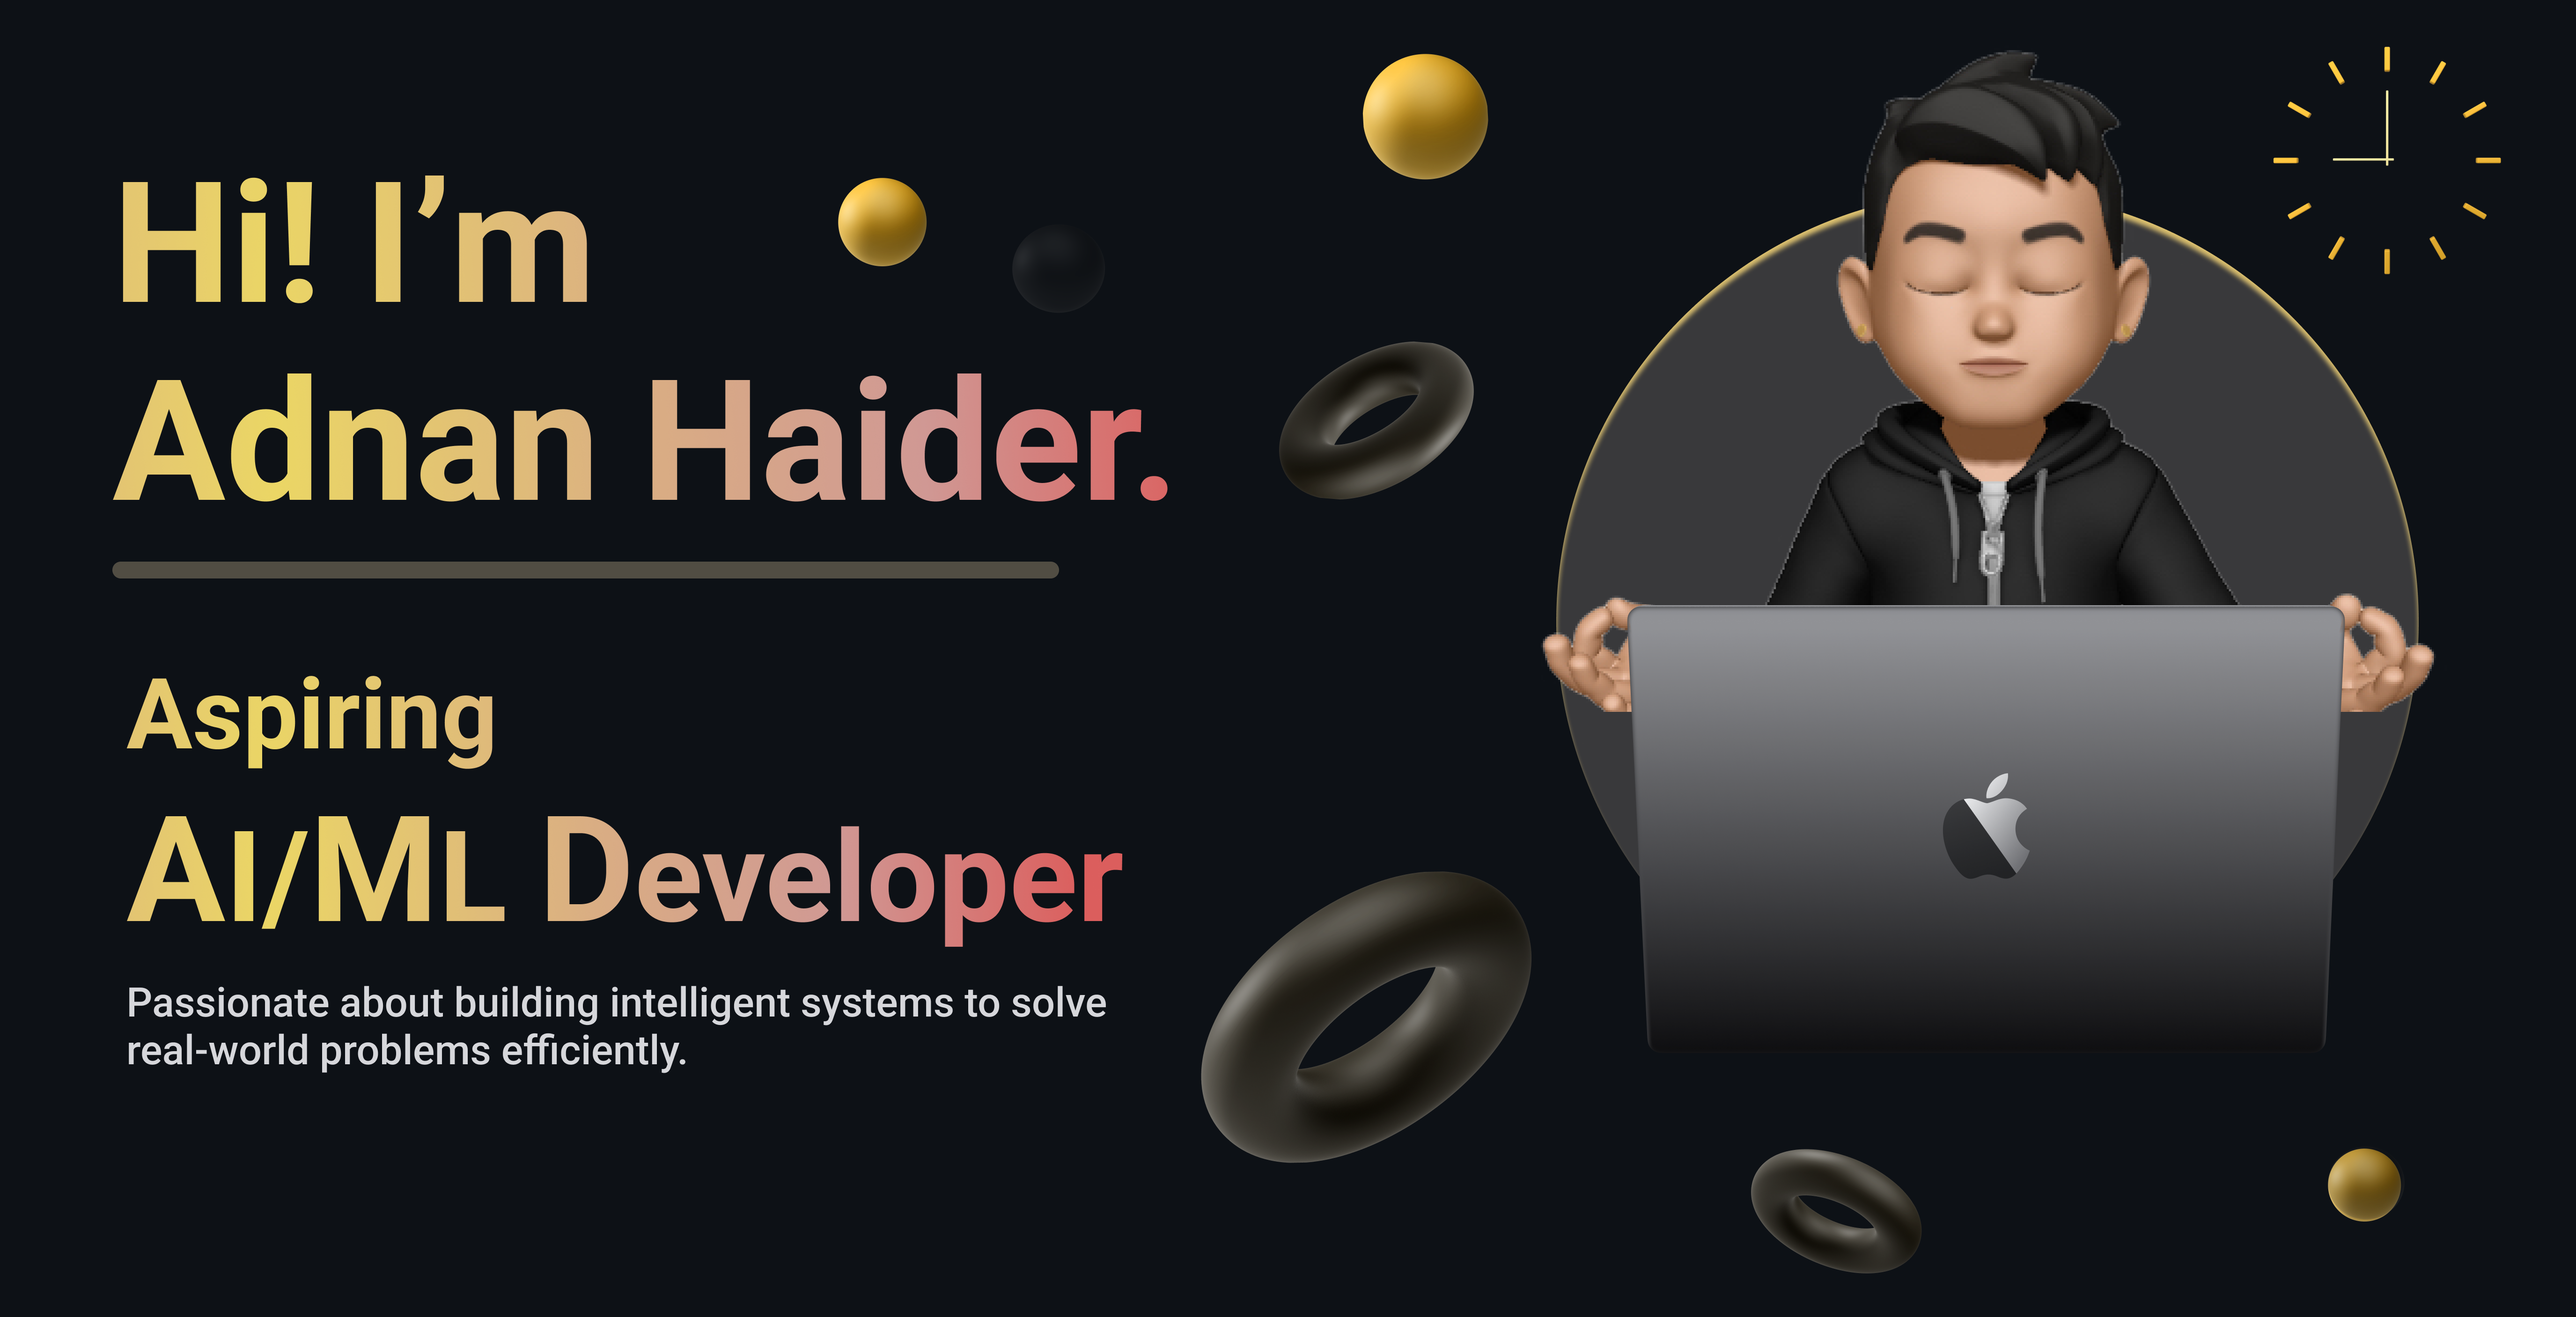 Hi! I’m
Adnan Haider.
Aspiring
AI/ML Developer
Passionate about building intelligent systems to solve
real-world problems efficiently.